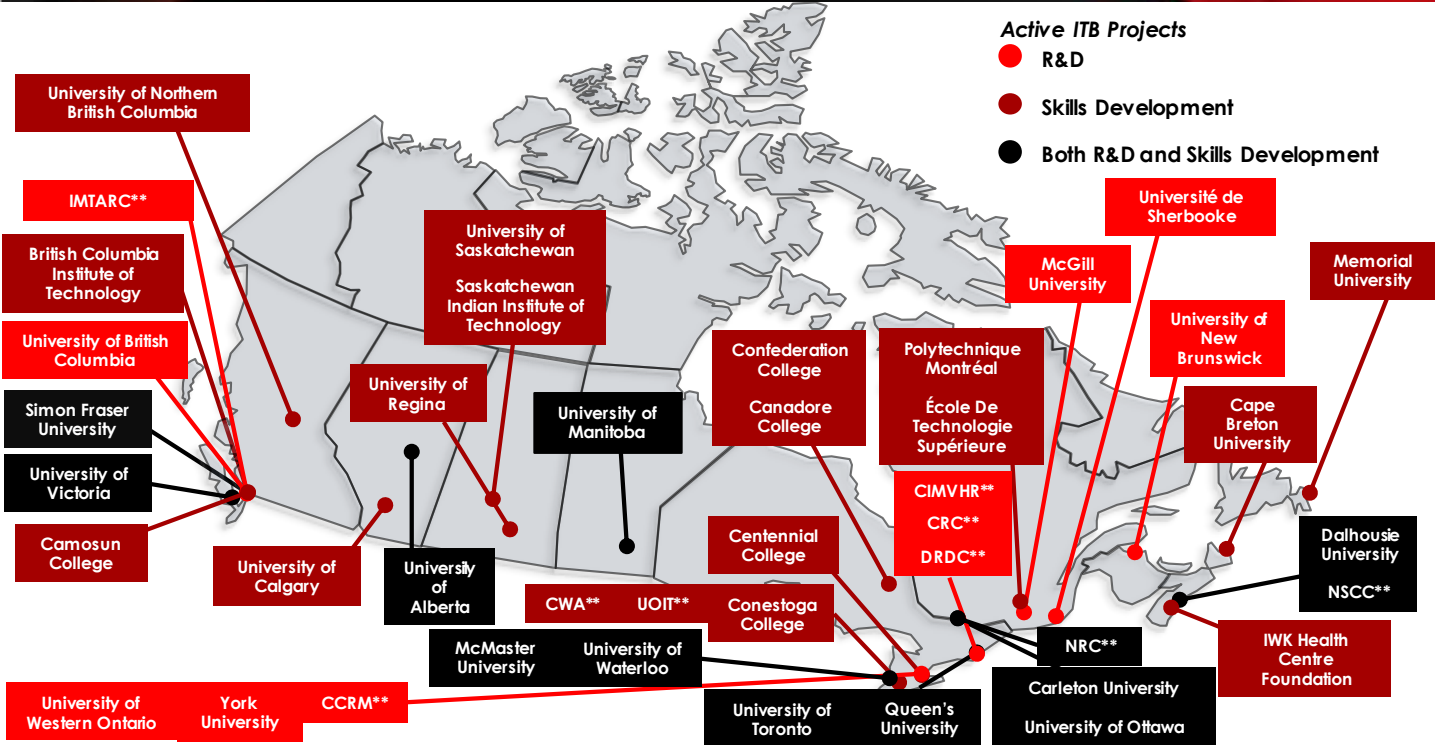 Active ITB Projects
R&D
Skills Development
Both R&D and Skills Development
University of Northern
British Columbia
IMTARC**
British Columbia
Institute of
Technology
University of British
Columbia
Simon Fraser
University
University of
Victoria
Camosun
College
University of
Calgary
University of
Regina
University of
Saskatchewan
Saskatchewan
Indian Institute of
Technology
University
of
Alberta
University of
Manitoba
Confederation
College
Canadore
College
Polytechnique
Montréal
École De
Technologie
Supérieure
McGill
University
Université de
Sherbooke
University of
New
Brunswick
Memorial
University
Cape
Breton
University
CIMVHR**
CRC**
DRDC**
Centennial
College
CWA** UOIT** Conestoga
College
McMaster
University
University of
Waterloo
University of
Western Ontario
York
University
CCRM**
University of
Toronto
Queen's
University
NRC**
Carleton University
University of Ottawa
Dalhousie
University
NSCC**
IWK Health
Centre
Foundation